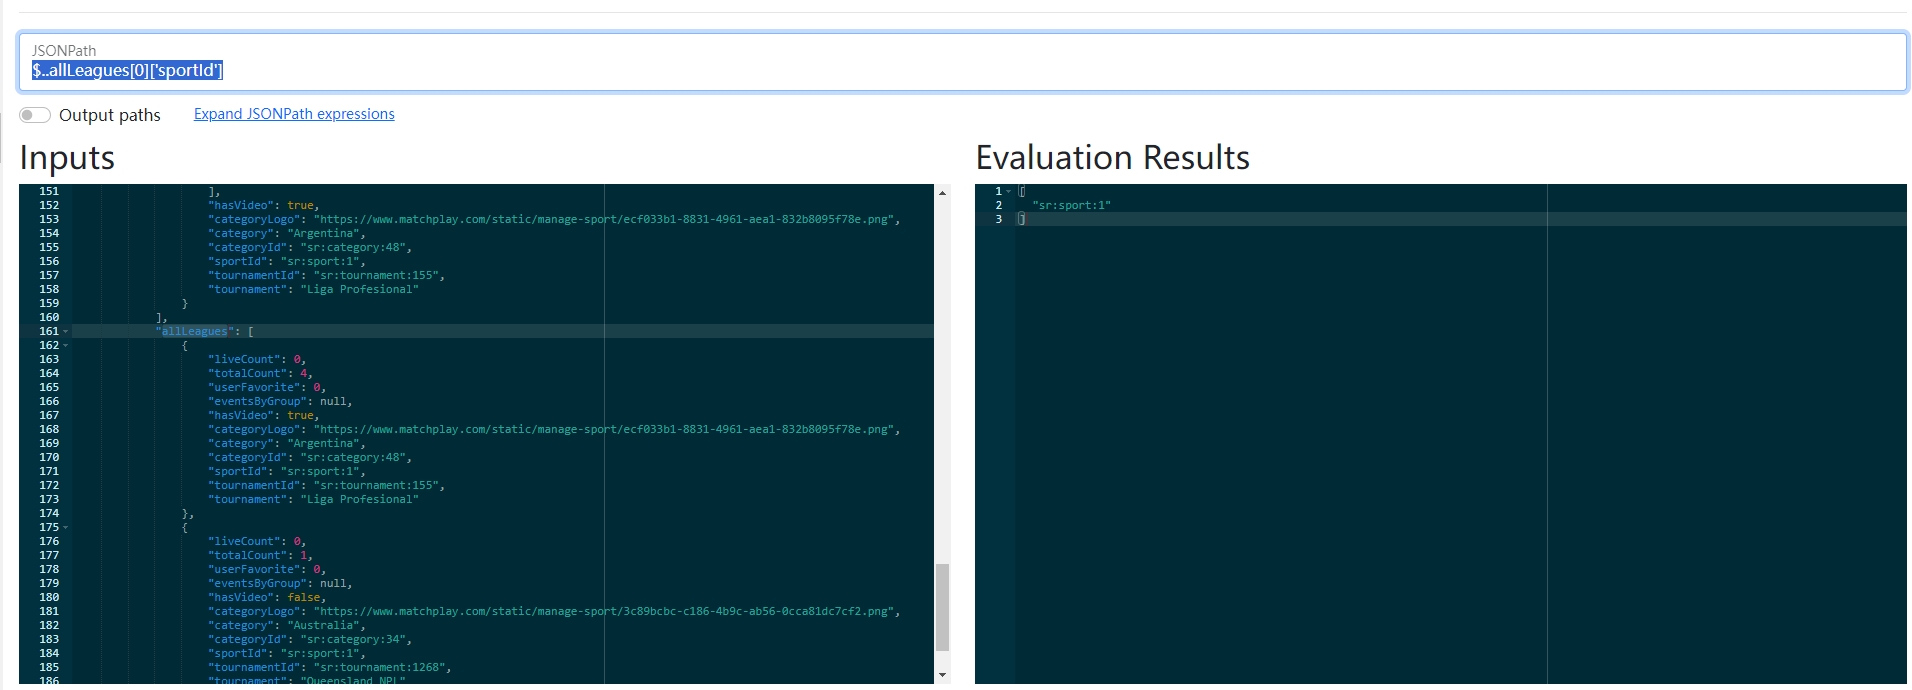 JSONPath
$..allLeagues[0]['sportId']
Output paths Expand JSONPath expressions
Inputs
151 ],
152 "hasVideo": true,
153 "categoryLogo": "https://www.matchplay.com/static/manage-sport/ecf033b1-8831-4961-aea1-832b8095f78e.png",
154 "category": "Argentina",
155 "categoryId": "sr:category:48",
156 "sportId": "sr:sport:1",
157 "tournamentId": "sr:tournament:155",
158 "tournament": "Liga Profesional"
159 }
160 ],
161 "allLeagues": [
162 {
163 "liveCount": 0,
164 "totalCount": 4,
165 "userFavorite": 0,
166 "eventsByGroup": null,
167 "hasVideo": true,
168 "categoryLogo": "https://www.matchplay.com/static/manage-sport/ecf033b1-8831-4961-aea1-832b8095f78e.png",
169 "category": "Argentina",
170 "categoryId": "sr:category:48",
171 "sportId": "sr:sport:1",
172 "tournamentId": "sr:tournament:155",
173 "tournament": "Liga Profesional"
174 },
175 {
176 "liveCount": 0,
177 "totalCount": 1,
178 "userFavorite": 0,
179 "eventsByGroup": null,
180 "hasVideo": false,
181 "categoryLogo": "https://www.matchplay.com/static/manage-sport/3c89bcbc-c186-4b9c-ab56-0cca81dc7cf2.png",
182 "category": "Australia",
183 "categoryId": "sr:category:34",
184 "sportId": "sr:sport:1",
185 "tournamentId": "sr:tournament:1268",
186 "tournament": "Queensland NPL"
Evaluation Results
1 [
2 "sr:sport:1"
3 ]